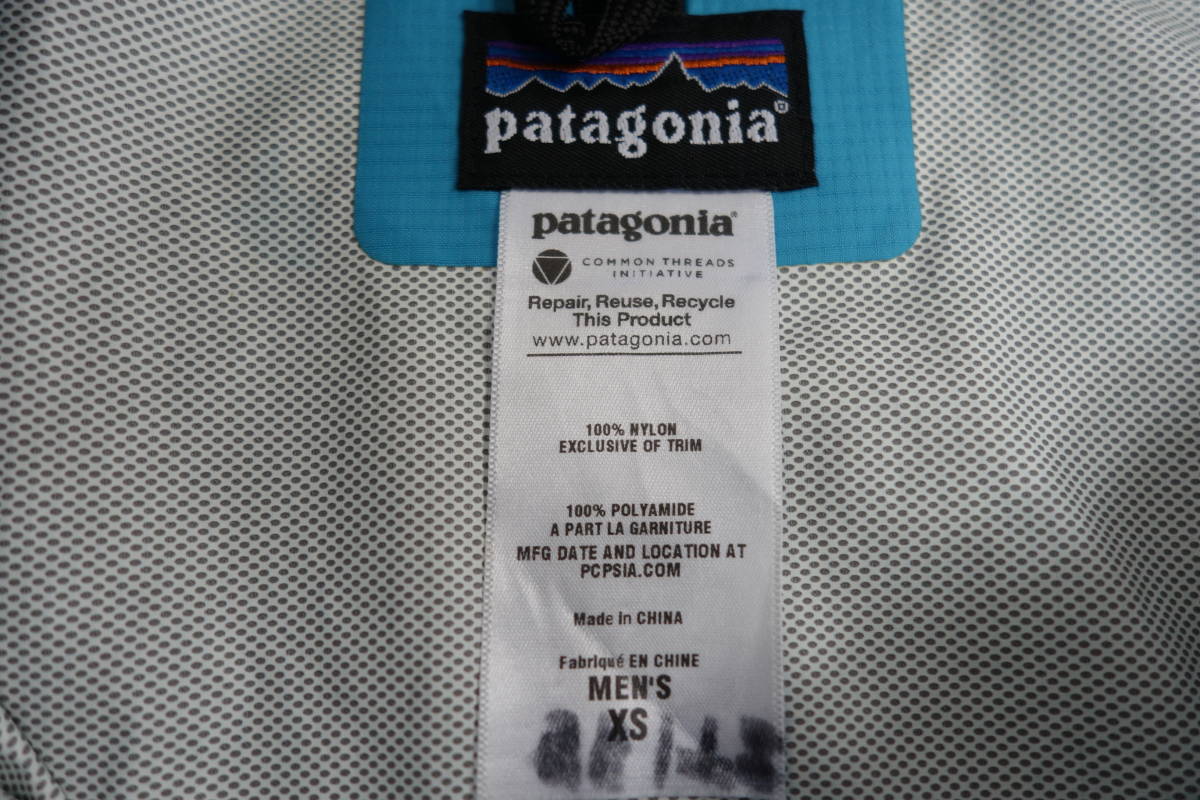 patagonia®
patagonia®
COMMON THREADS
INITIATIVE
Repair, Reuse, Recycle
This Product
www.patagonia.com
100% NYLON
EXCLUSIVE OF TRIM
100% POLYAMIDE
A PART LA GARNITURE
MFG DATE AND LOCATION AT
PCPSIA.COM
Made in CHINA
Fabriqué EN CHINE
MEN'S
XS